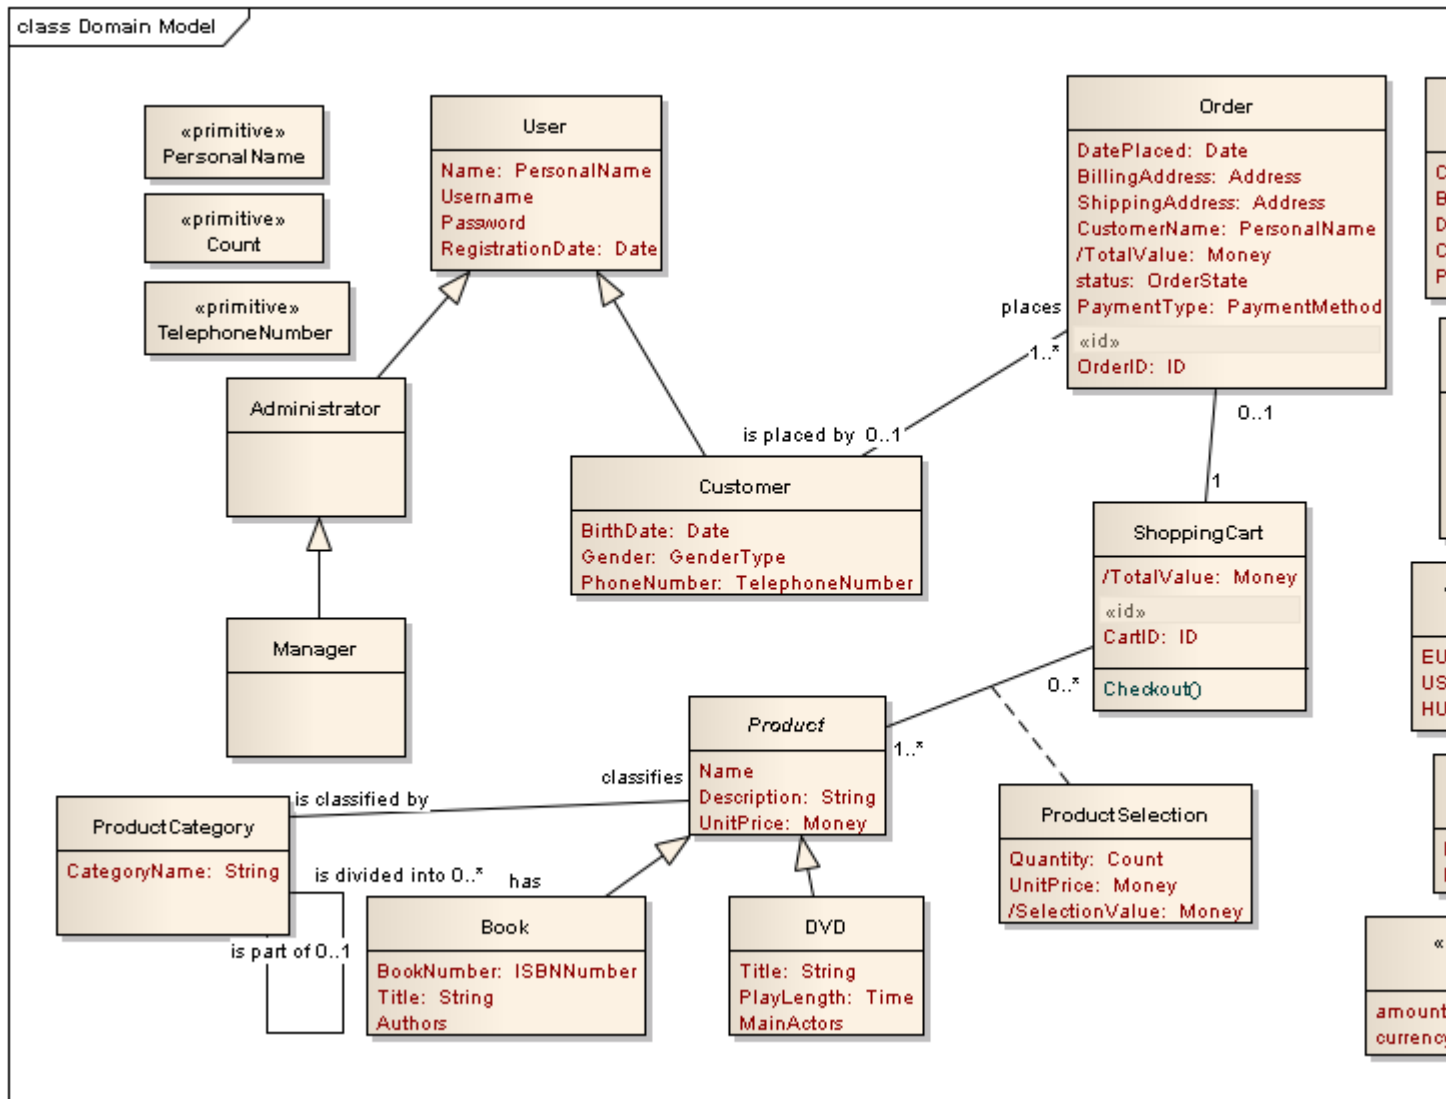 class Domain Model
«primitive»
PersonalName
«primitive»
Count
«primitive»
TelephoneNumber
User
Name: PersonalName
Username
Password
RegistrationDate: Date
Order
DatePlaced: Date
BillingAddress: Address
ShippingAddress: Address
CustomerName: PersonalName
/TotalValue: Money
status: OrderState
PaymentType: PaymentMethod
«id»
OrderID: ID
places
1..*
is placed by 0..1
0..1
1
Administrator
Manager
Customer
BirthDate: Date
Gender: GenderType
PhoneNumber: TelephoneNumber
ShoppingCart
/TotalValue: Money
«id»
CartID: ID
Checkout()
0..*
1..*
Product
Name
Description: String
UnitPrice: Money
classifies
is classified by
ProductCategory
CategoryName: String
is divided into 0..*
is part of 0..1
has
Book
BookNumber: ISBNNumber
Title: String
Authors
DVD
Title: String
PlayLength: Time
MainActors
ProductSelection
Quantity: Count
UnitPrice: Money
/SelectionValue: Money
C
B
D
C
P
EU
US
HU
«
amount
currency